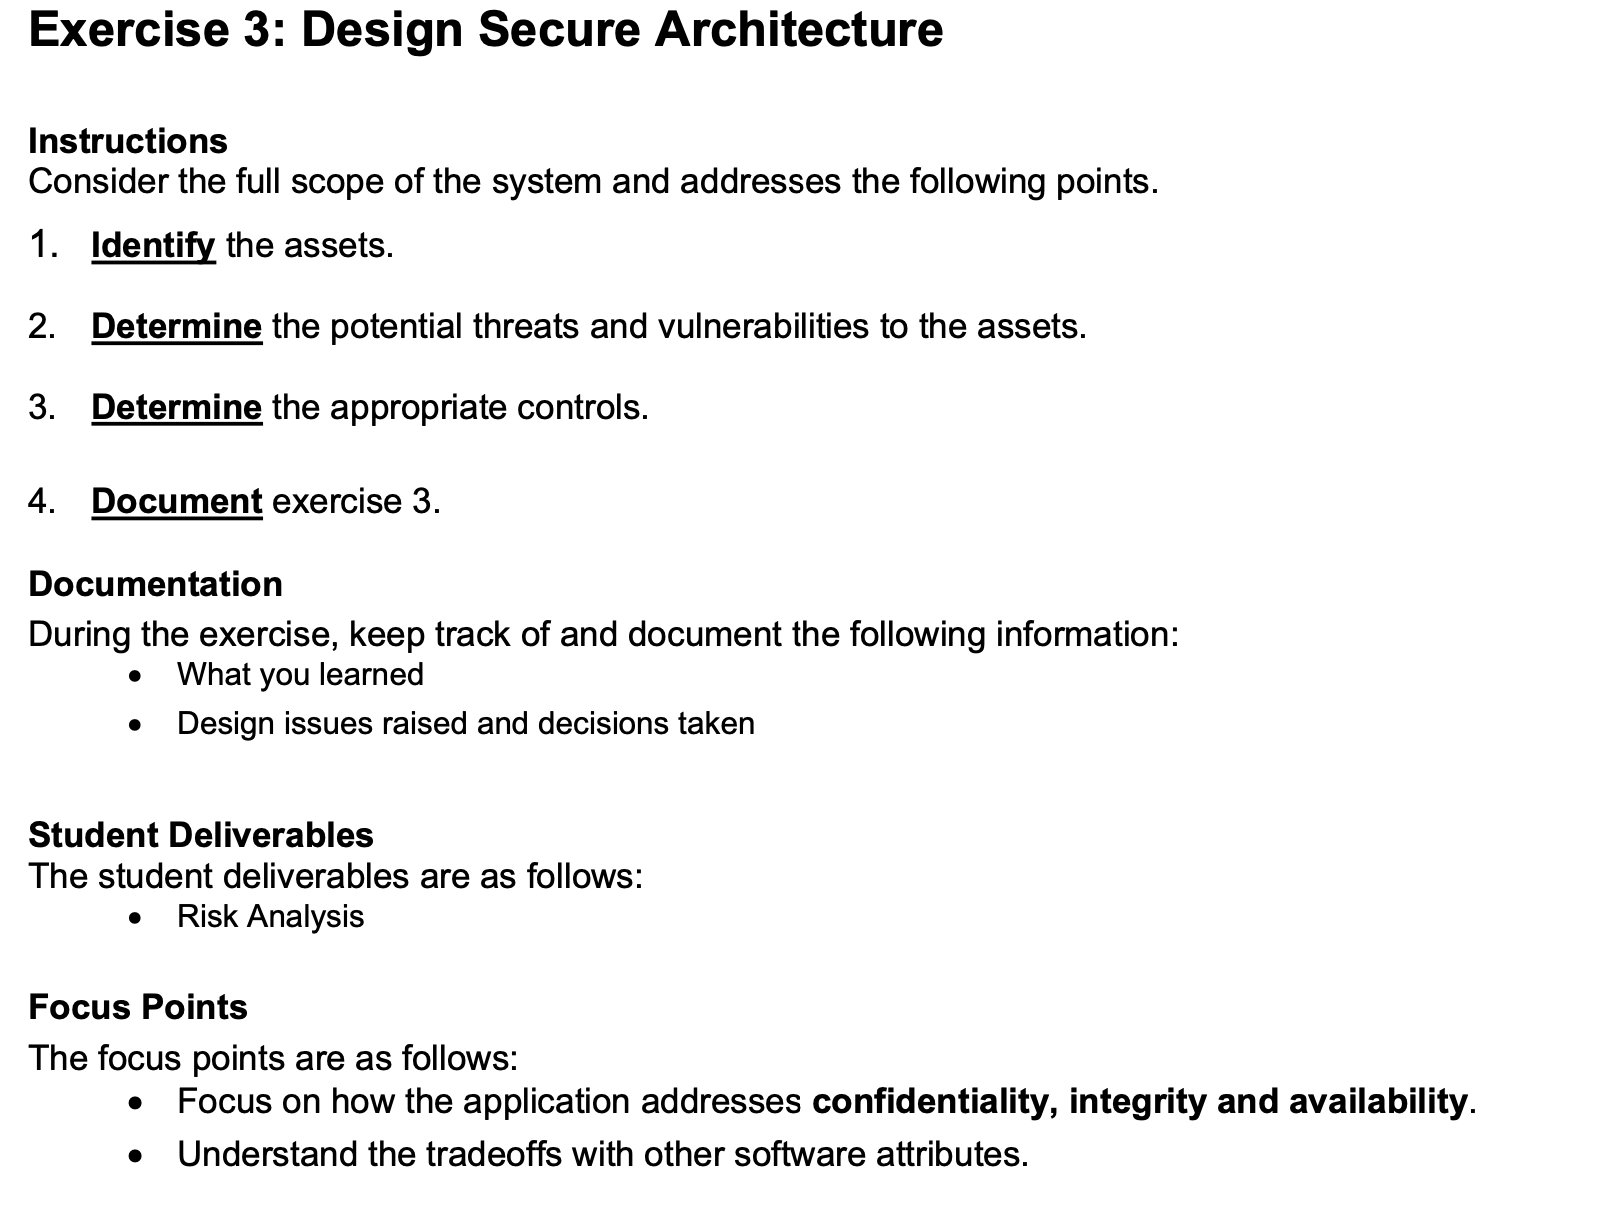 Exercise 3: Design Secure Architecture
Instructions
Consider the full scope of the system and addresses the following points.
1. Identify the assets.
2. Determine the potential threats and vulnerabilities to the assets.
3. Determine the appropriate controls.
4. Document exercise 3.
Documentation
During the exercise, keep track of and document the following information:
• What you learned
• Design issues raised and decisions taken
Student Deliverables
The student deliverables are as follows:
• Risk Analysis
Focus Points
The focus points are as follows:
• Focus on how the application addresses confidentiality, integrity and availability.
• Understand the tradeoffs with other software attributes.